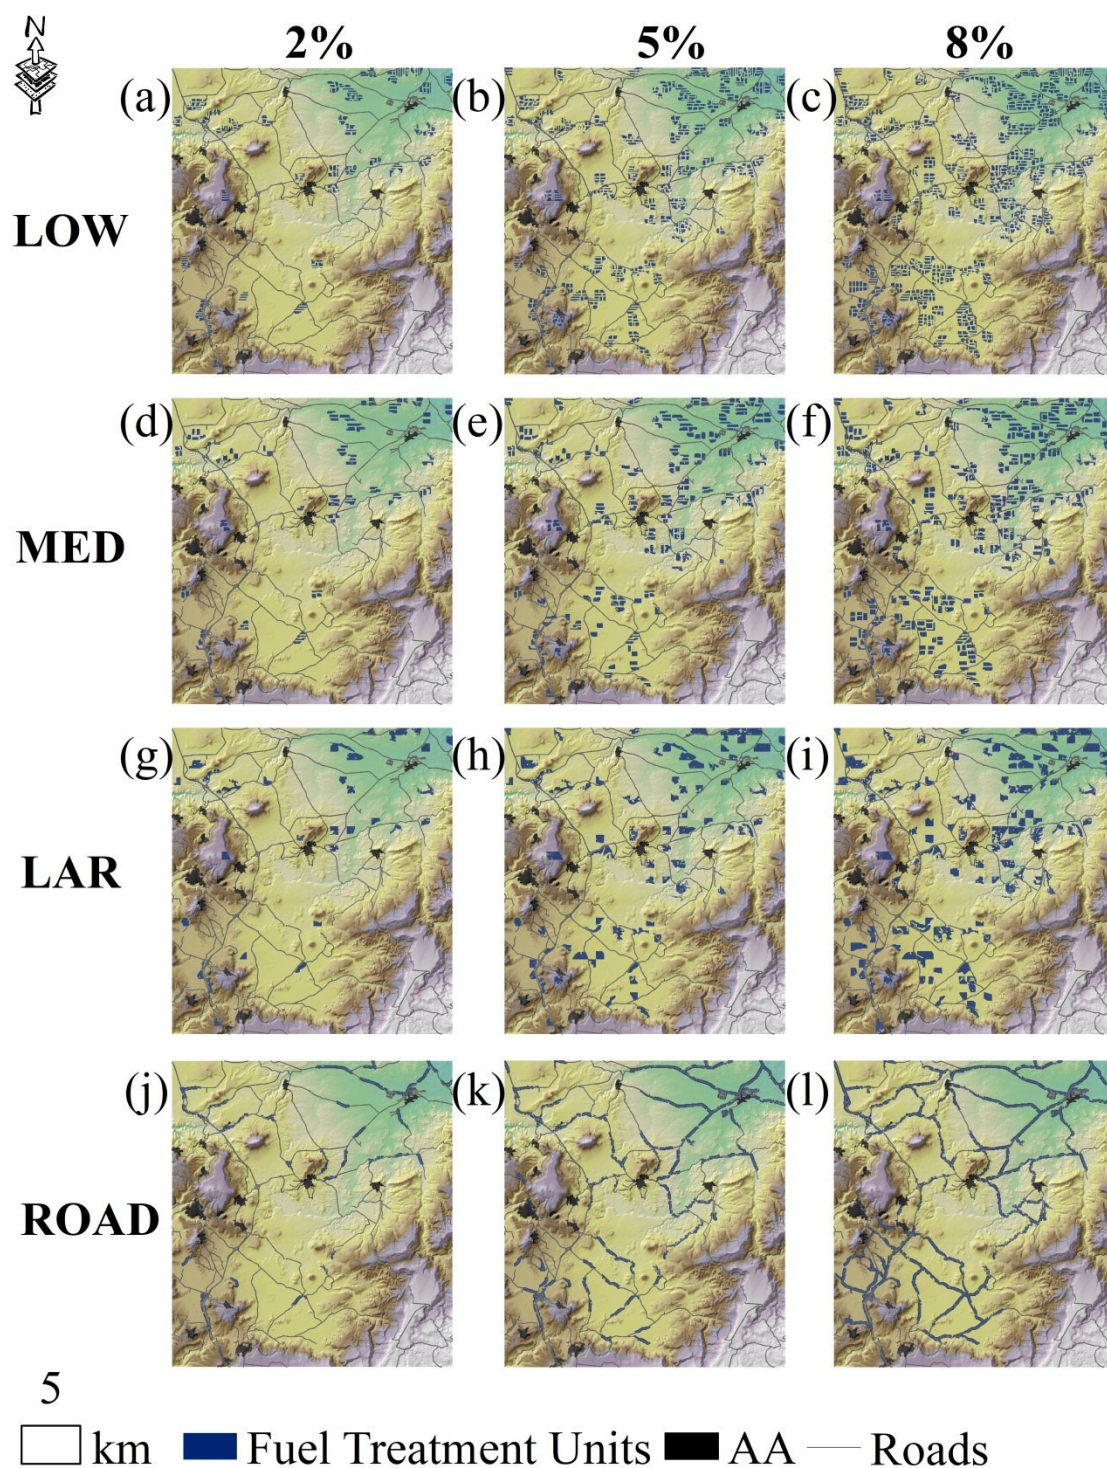 N
2% 5% 8%
(a) (b) (c)
LOW
(d) (e) (f)
MED
(g) (h) (i)
LAR
(j) (k) (l)
ROAD
5
km Fuel Treatment Units AA Roads